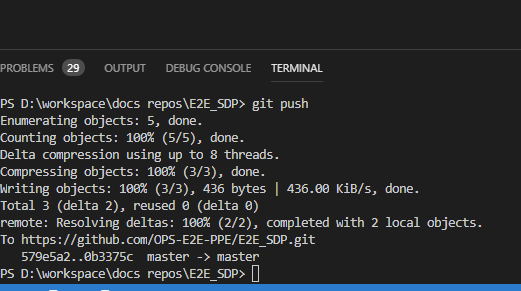 PROBLEMS 29 OUTPUT DEBUG CONSOLE TERMINAL
PS D:\workspace\docs repos\E2E_SDP> git push
Enumerating objects: 5, done.
Counting objects: 100% (5/5), done.
Delta compression using up to 8 threads.
Compressing objects: 100% (3/3), done.
Writing objects: 100% (3/3), 436 bytes | 436.00 KiB/s, done.
Total 3 (delta 2), reused 0 (delta 0)
remote: Resolving deltas: 100% (2/2), completed with 2 local objects.
To https://github.com/OPS-E2E-PPE/E2E_SDP.git
   579e5a2..0b3375c  master -> master
PS D:\workspace\docs repos\E2E_SDP>